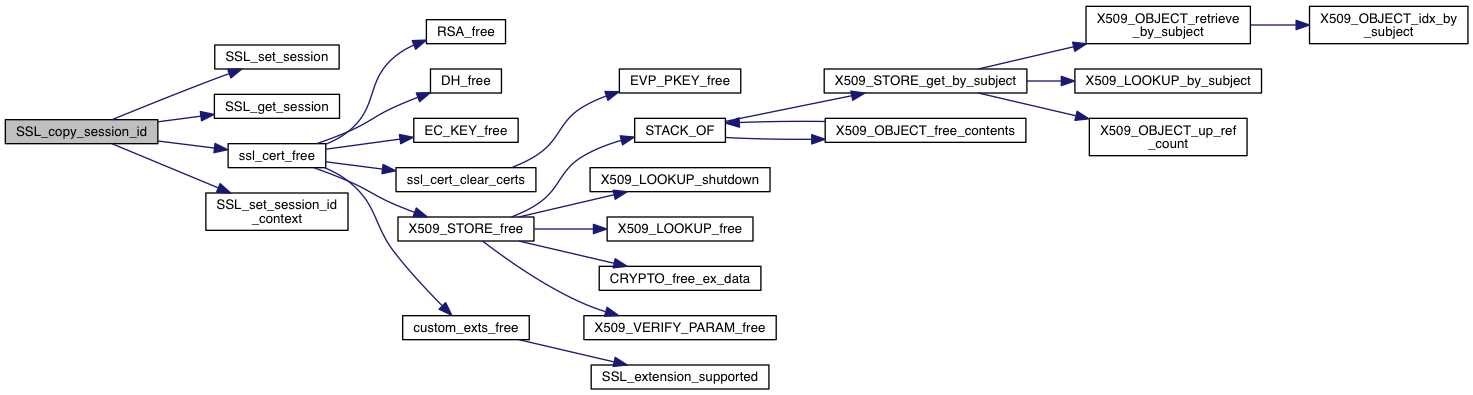 SSL_copy_session_id
SSL_set_session
SSL_get_session
ssl_cert_free
SSL_set_session_id
_context
RSA_free
DH_free
EC_KEY_free
ssl_cert_clear_certs
X509_STORE_free
custom_exts_free
EVP_PKEY_free
STACK_OF
X509_LOOKUP_shutdown
X509_LOOKUP_free
CRYPTO_free_ex_data
X509_VERIFY_PARAM_free
SSL_extension_supported
X509_STORE_get_by_subject
X509_OBJECT_free_contents
X509_OBJECT_retrieve
_by_subject
X509_LOOKUP_by_subject
X509_OBJECT_up_ref
_count
X509_OBJECT_idx_by
_subject